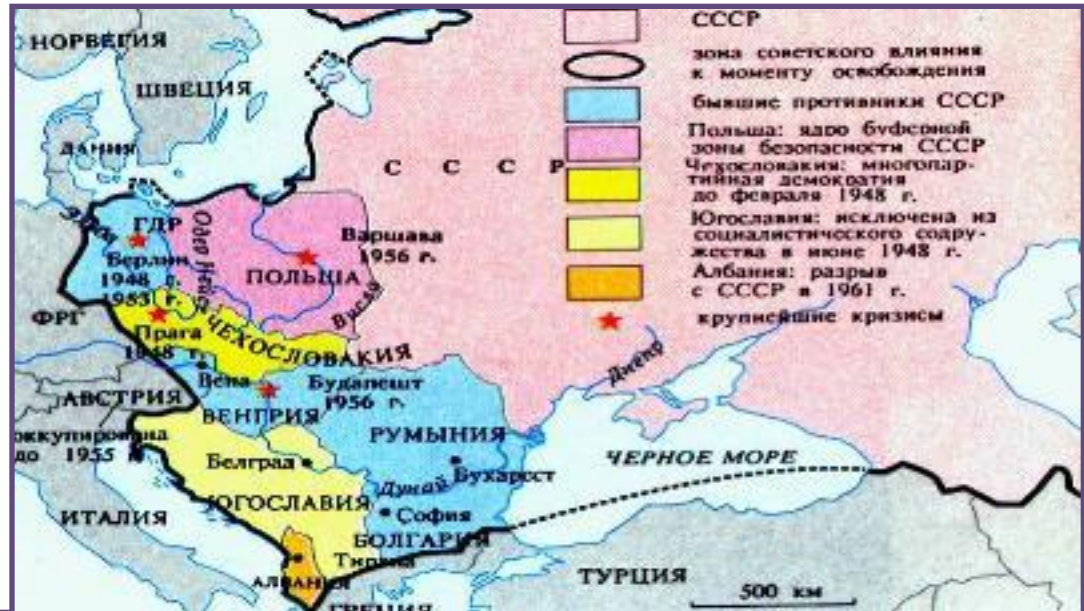 НОРВЕГИЯ
ШВЕЦИЯ
ДАНИЯ
СССР
зона советского влияния
к моменту освобождения
бывшие противники СССР
Польша: ядро буферной
зоны безопасности СССР
Чехословакия: многопар-
тийная демократия
до февраля 1948 г.
Югославия: исключена из
социалистического содру-
жества в июне 1948 г.
Албания: разрыв
с СССР в 1961 г.
крупнейшие кризисы
С С С Р
ГДР
Одер
Нейсе
Берлин
1948 г.
1953 г.
Варшава
1956 г.
ПОЛЬША
Висла
ФРГ
Прага
1948 г.
ЧЕХОСЛОВАКИЯ
Вена
Будапешт
1956 г.
АВСТРИЯ
ВЕНГРИЯ
оккупирована
до 1955 г.
РУМЫНИЯ
Днепр
Белград
Бухарест
ЧЕРНОЕ МОРЕ
Дунай
ЮГОСЛАВИЯ
София
ИТАЛИЯ
БОЛГАРИЯ
Тирана
АЛБАНИЯ
ТУРЦИЯ
ГРЕЦИЯ
500 км